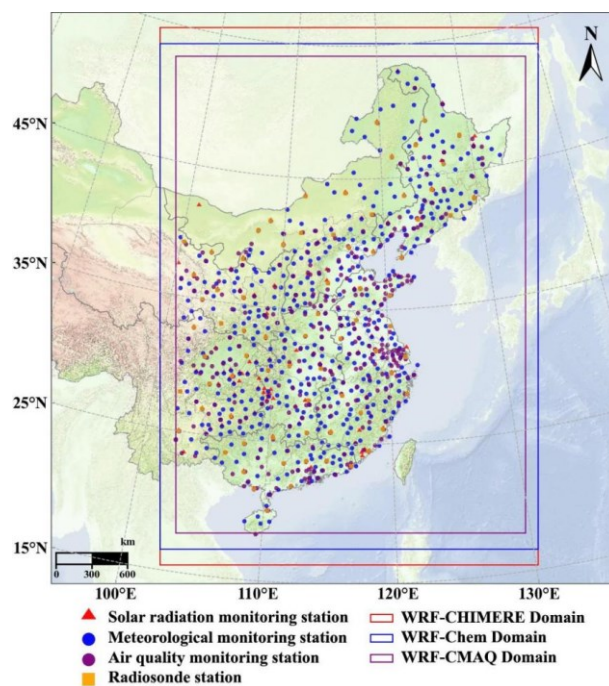 N
45°N
35°N
25°N
15°N
km
0 300 600
100°E 110°E 120°E 130°E
Solar radiation monitoring station
Meteorological monitoring station
Air quality monitoring station
Radiosonde station
WRF-CHIMERE Domain
WRF-Chem Domain
WRF-CMAQ Domain